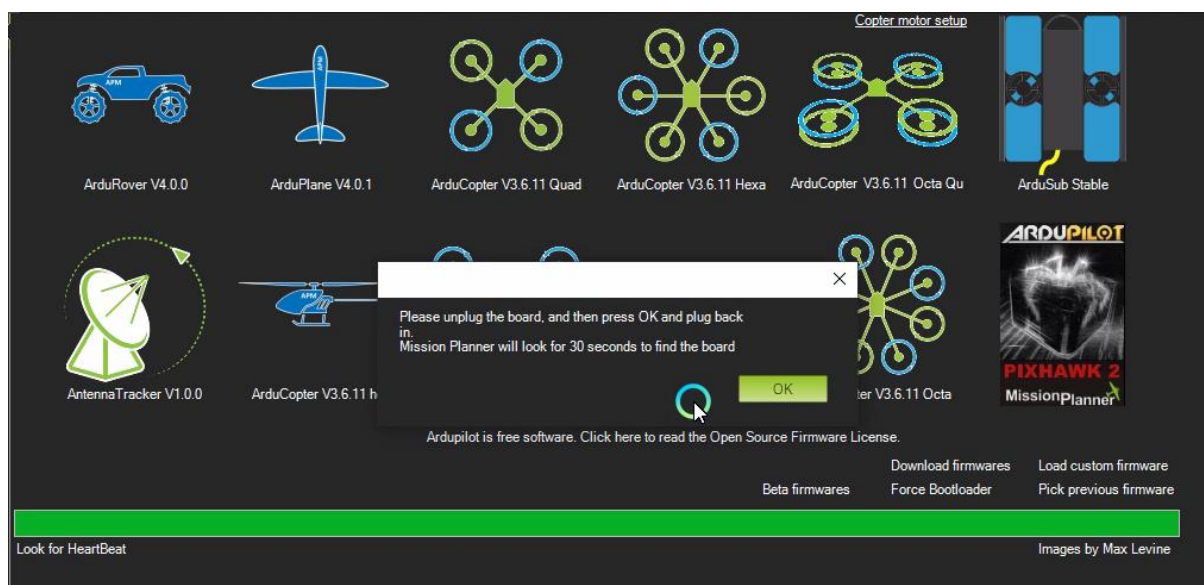 Copter motor setup
APM
APM
ArduRover V4.0.0
ArduPlane V4.0.1
ArduCopter V3.6.11 Quad
ArduCopter V3.6.11 Hexa
ArduCopter V3.6.11 Octa Qu
ArduSub Stable
ARDUPILOT
APM
Please unplug the board, and then press OK and plug back
in.
Mission Planner will look for 30 seconds to find the board
OK
PIXHAWK 2
MissionPlanner
AntennaTracker V1.0.0
ArduCopter V3.6.11 h
ter V3.6.11 Octa
Ardupilot is free software. Click here to read the Open Source Firmware License.
Download firmwares
Load custom firmware
Beta firmwares
Force Bootloader
Pick previous firmware
Look for HeartBeat
Images by Max Levine